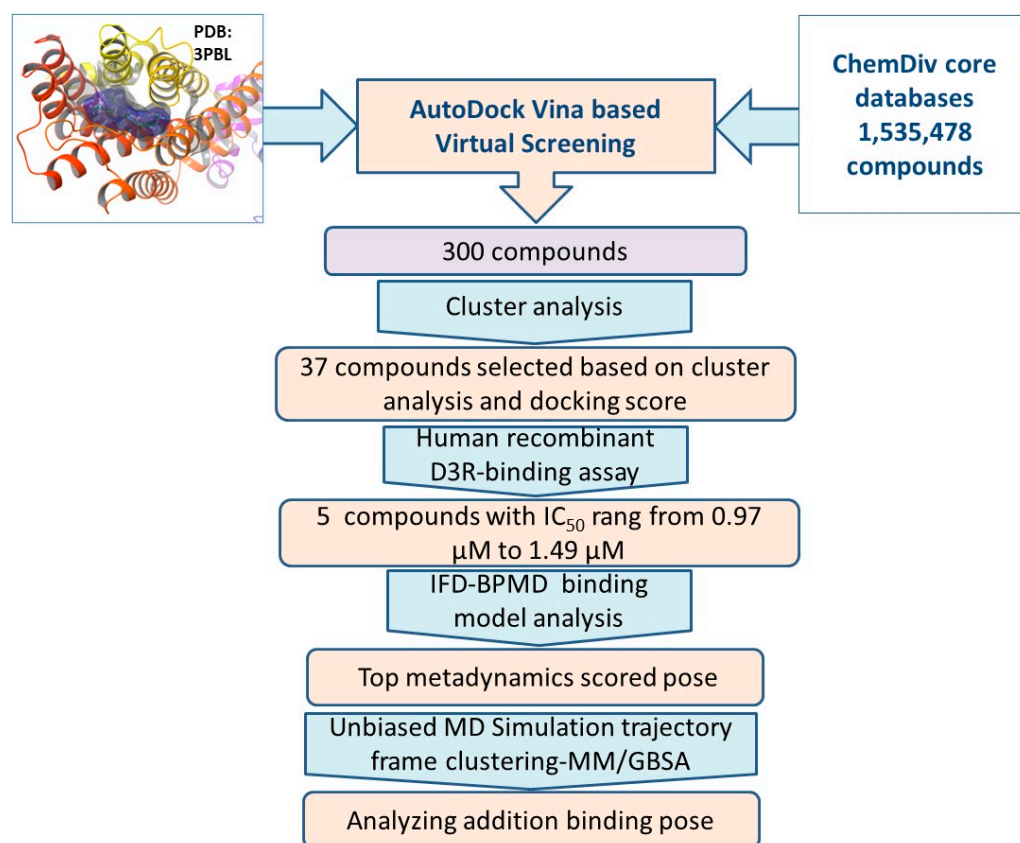 PDB:
3PBL
AutoDock Vina based
Virtual Screening
ChemDiv core
databases
1,535,478
compounds
300 compounds
Cluster analysis
37 compounds selected based on cluster
analysis and docking score
Human recombinant
D3R-binding assay
5 compounds with IC₅₀ rang from 0.97
µM to 1.49 µM
IFD-BPMD binding
model analysis
Top metadynamics scored pose
Unbiased MD Simulation trajectory
frame clustering-MM/GBSA
Analyzing addition binding pose